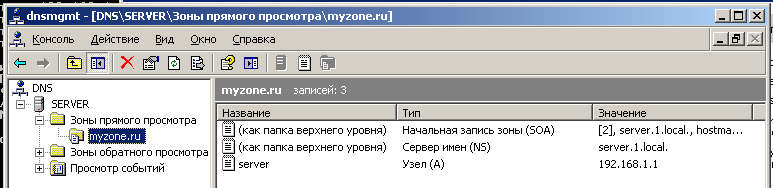 dnsmgmt - [DNS\SERVER\Зоны прямого просмотра\myzone.ru]
Консоль Действие Вид Окно Справка
DNS
SERVER
Зоны прямого просмотра
myzone.ru
Зоны обратного просмотра
Просмотр событий
myzone.ru записей: 3
Название Тип Значение
(как папка верхнего уровня) Начальная запись зоны (SOA) [2], server.1.local., hostma...
(как папка верхнего уровня) Сервер имен (NS) server.1.local.
server Узел (A) 192.168.1.1